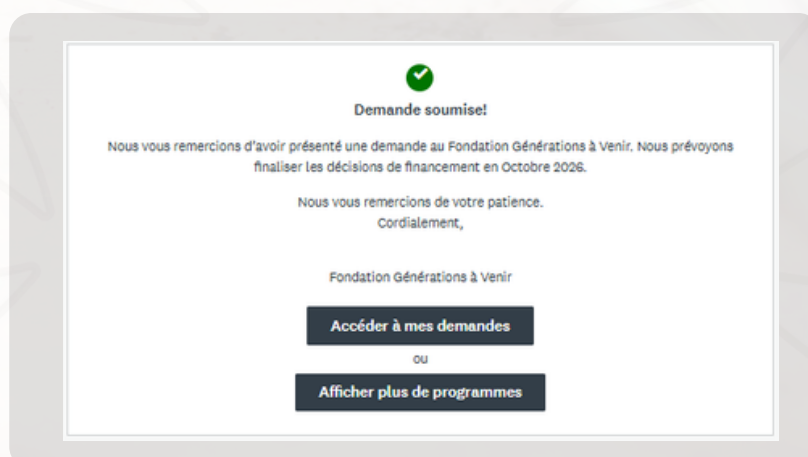 Demande soumise!
Nous vous remercions d'avoir présenté une demande au Fondation Générations à Venir. Nous prévoyons
finaliser les décisions de financement en Octobre 2026.
Nous vous remercions de votre patience.
Cordialement,
Fondation Générations à Venir
Accéder à mes demandes
ou
Afficher plus de programmes